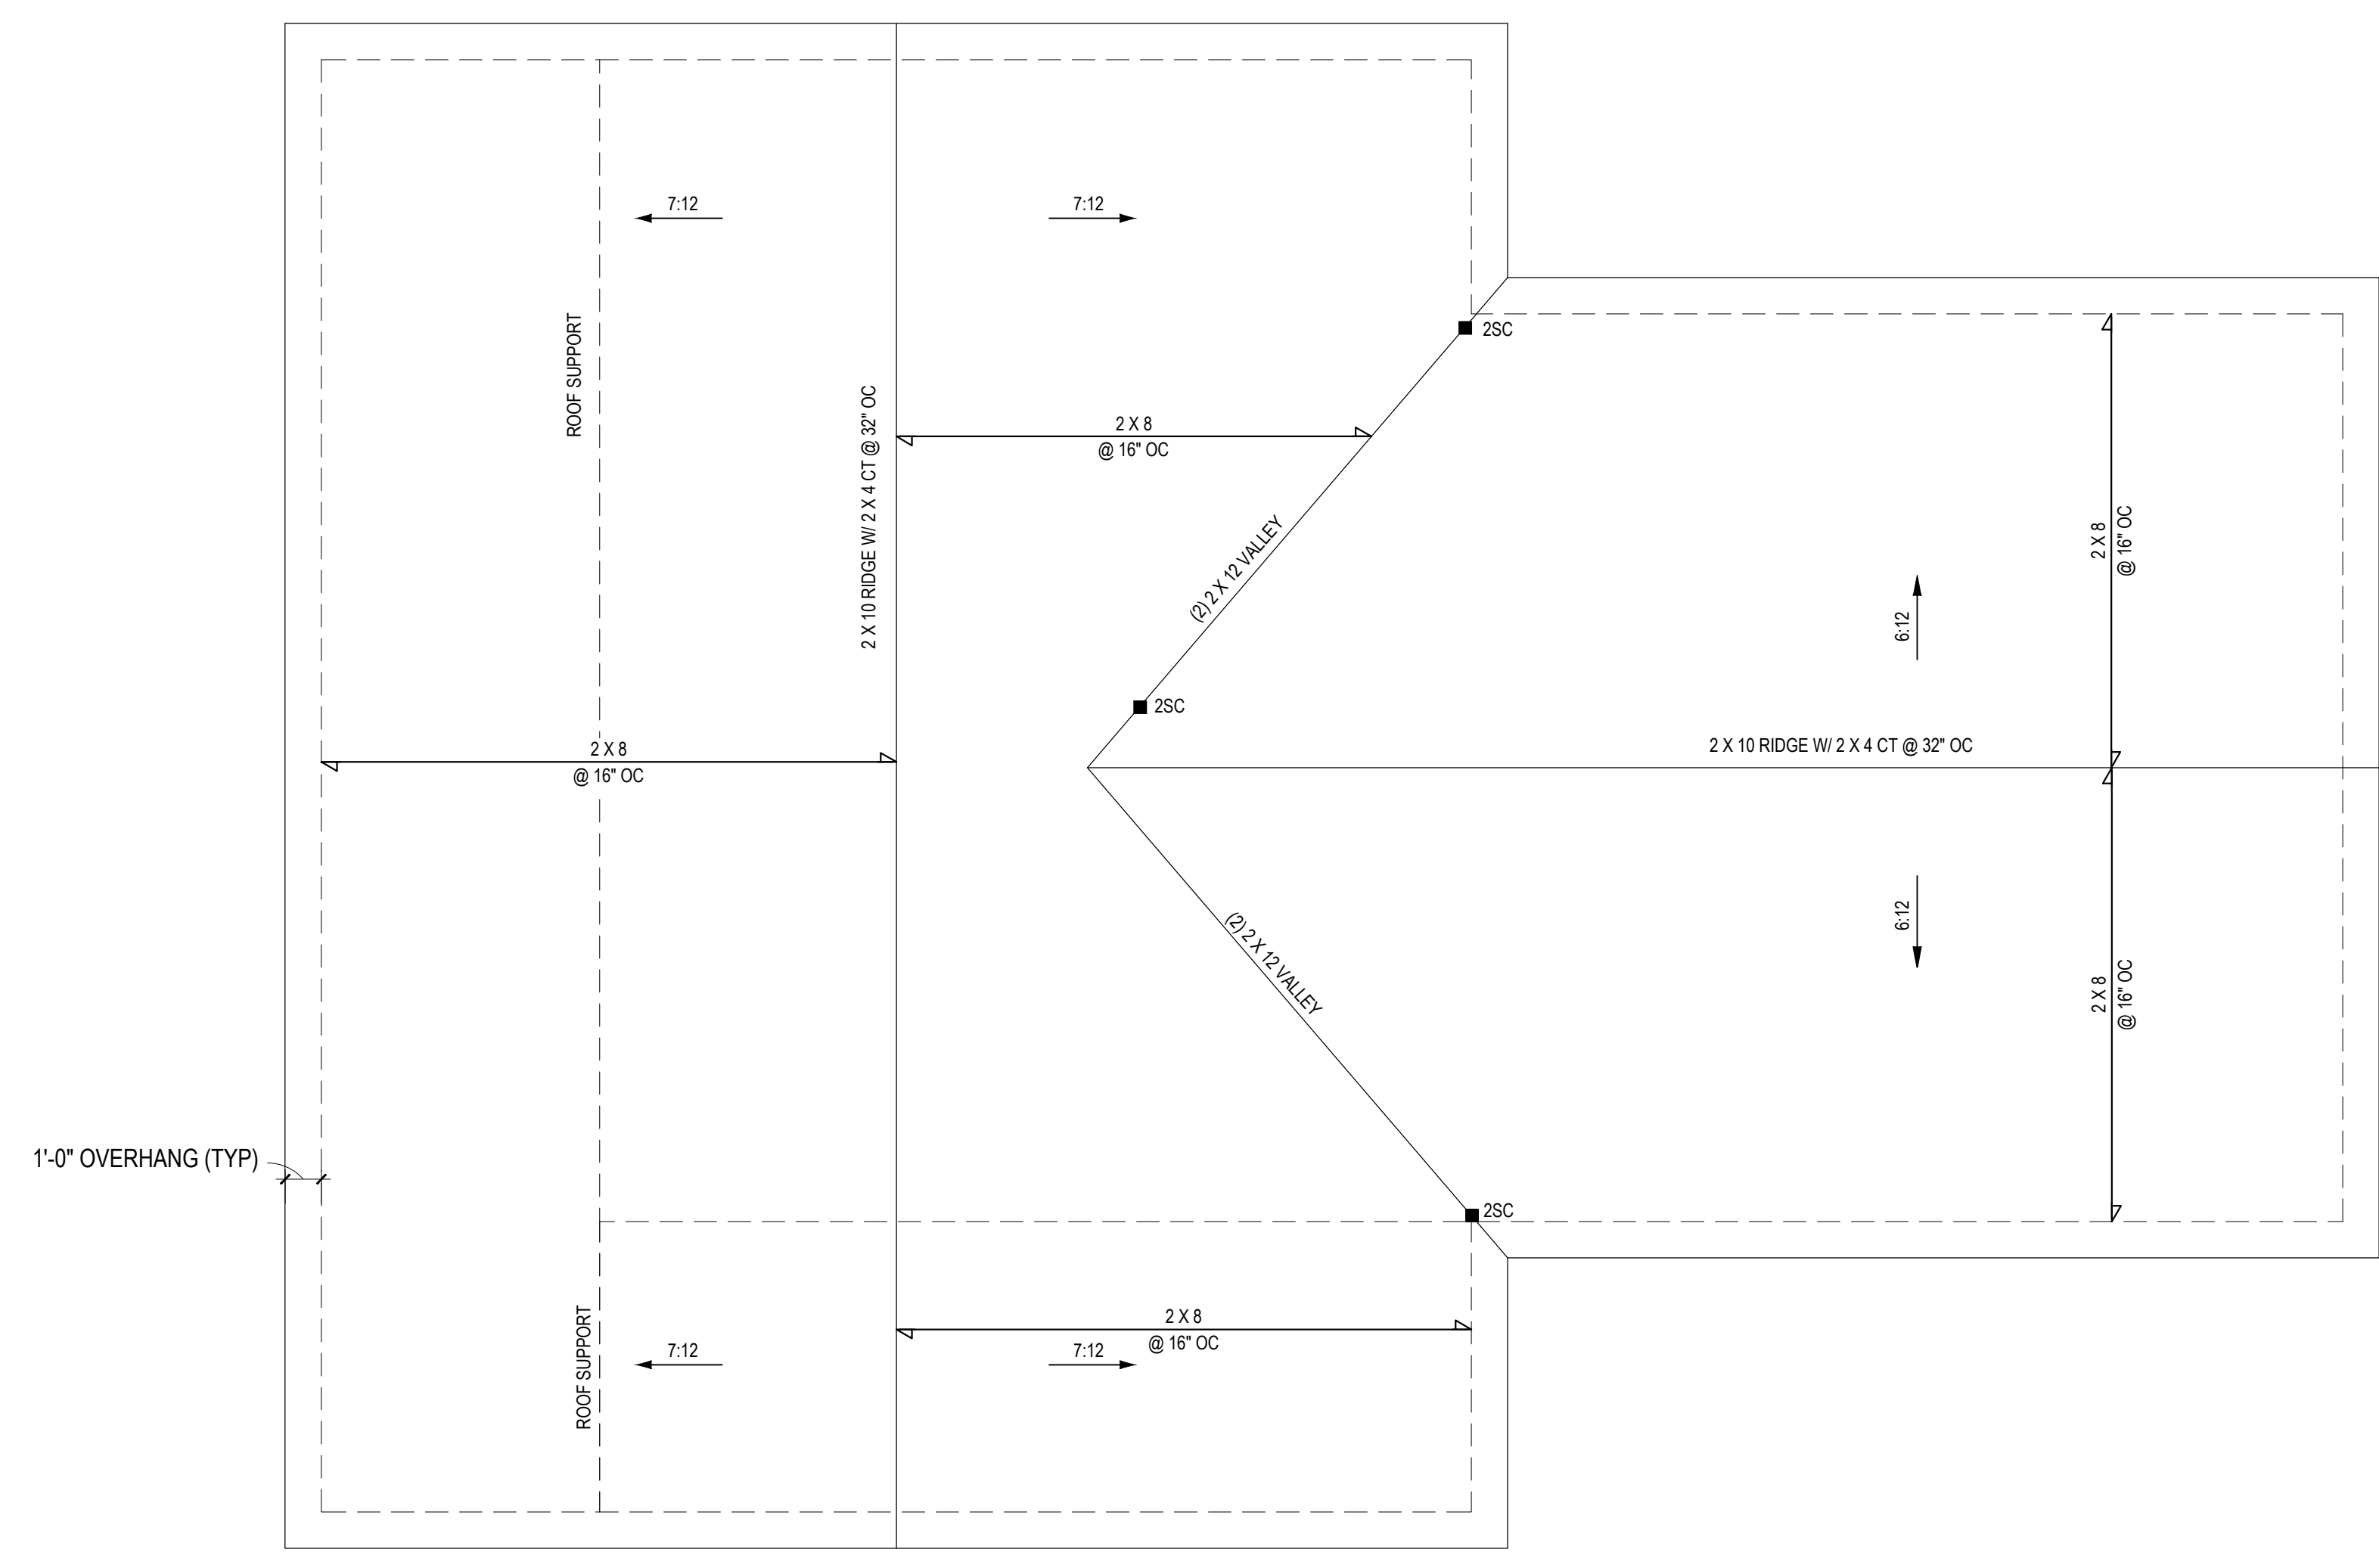 7:12
7:12
ROOF SUPPORT
2SC
2 X 10 RIDGE W/ 2 X 4 CT @ 32" OC
2 X 8
@ 16" OC
(2) 2 X 12 VALLEY
2 X 8
@ 16" OC
6:12
2SC
2 X 8
@ 16" OC
2 X 10 RIDGE W/ 2 X 4 CT @ 32" OC
(2) 2 X 12 VALLEY
6:12
2 X 8
@ 16" OC
1'-0" OVERHANG (TYP)
2SC
ROOF SUPPORT
7:12
7:12
2 X 8
@ 16" OC